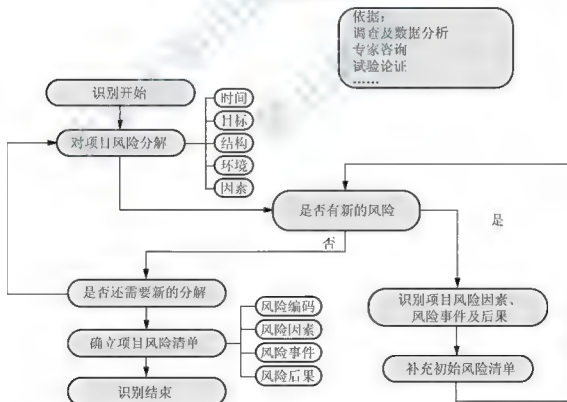 依据：
调查及数据分析
专家咨询
试验论证
……
识别开始
对项目风险分解
时间
目标
结构
环境
因素
是否有新的风险
是
否
是否还需要新的分解
确立项目风险清单
识别结束
风险编码
风险因素
风险事件
风险后果
识别项目风险因素、
风险事件及后果
补充初始风险清单